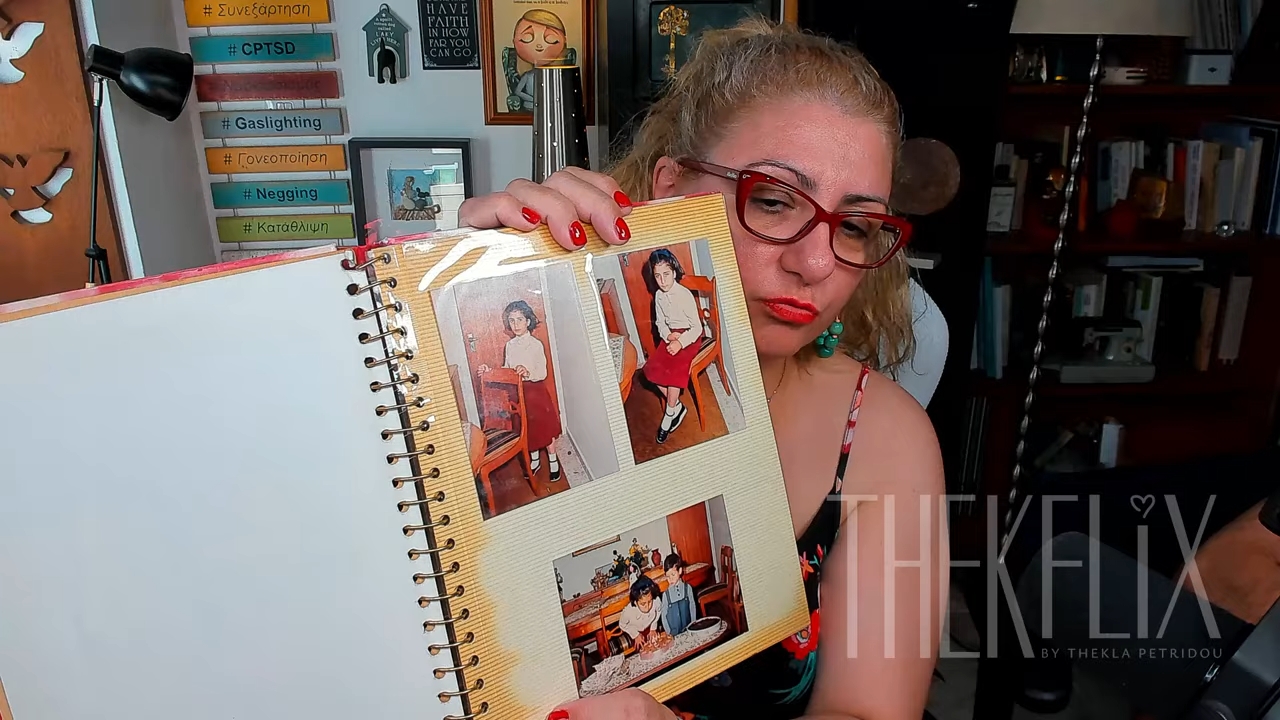 # Συνεξάρτηση
# CPTSD
# Gaslighting
# Γονεοποίηση
# Negging
# Κατάθλιψη
HAVE
FAITH
IN HOW
FAR YOU
CAN GO
THEKFLiX
BY THEKLA PETRIDOU